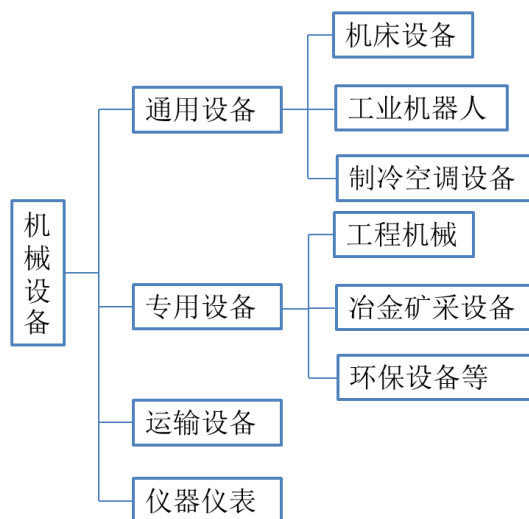 机械设备
通用设备
机床设备
工业机器人
制冷空调设备
专用设备
工程机械
冶金矿采设备
环保设备等
运输设备
仪器仪表